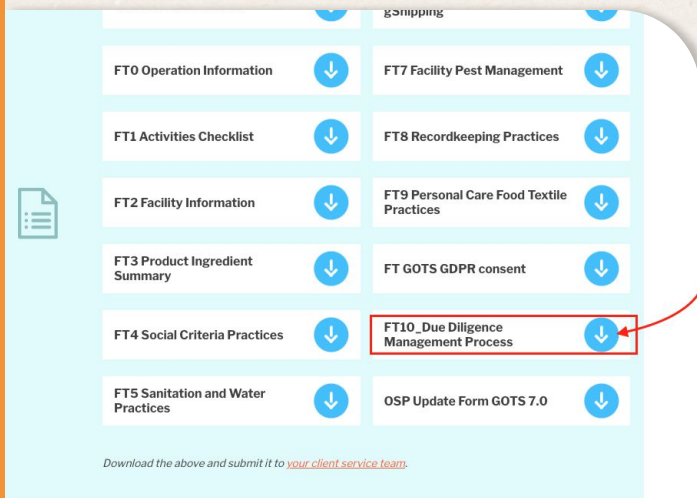 gShipping
FT0 Operation Information
FT7 Facility Pest Management
FT1 Activities Checklist
FT8 Recordkeeping Practices
FT2 Facility Information
FT9 Personal Care Food Textile
Practices
FT3 Product Ingredient
Summary
FT GOTS GDPR consent
FT4 Social Criteria Practices
FT10_Due Diligence
Management Process
FT5 Sanitation and Water
Practices
OSP Update Form GOTS 7.0
Download the above and submit it to your client service team.